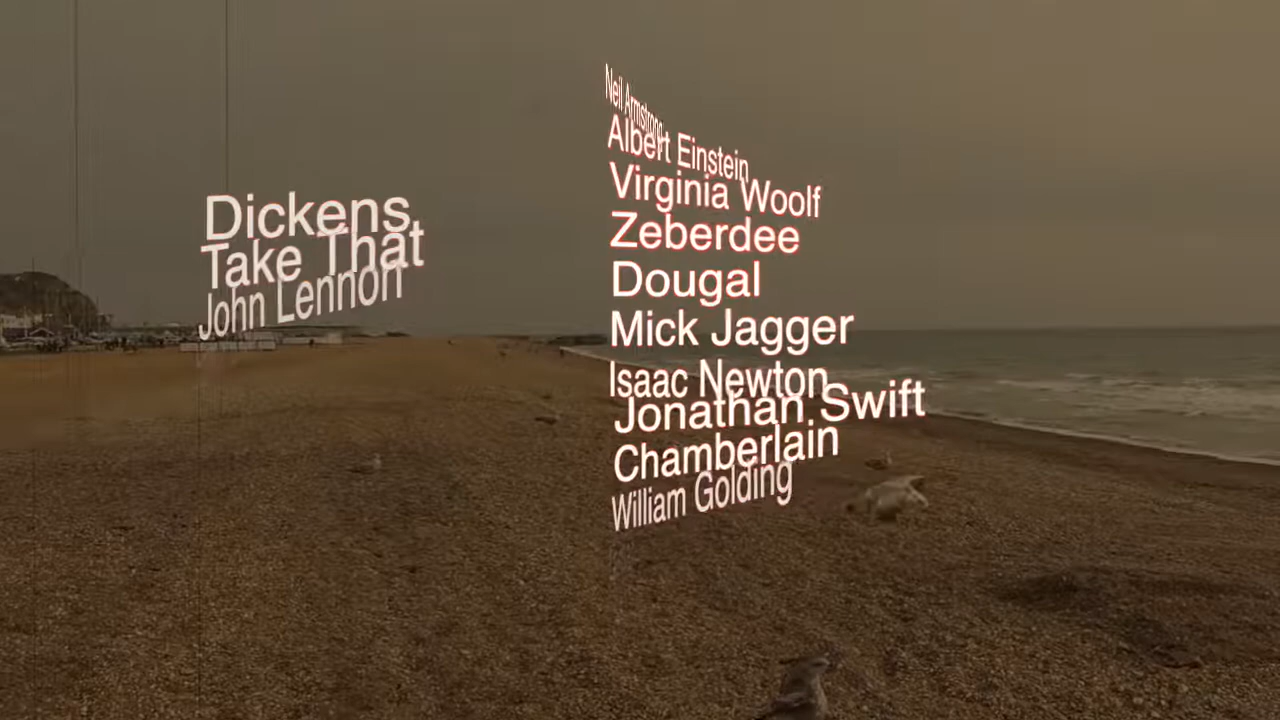 Dickens
Take That
John Lennon
Neil Armstrong
Albert Einstein
Virginia Woolf
Zeberdee
Dougal
Mick Jagger
Isaac Newton
Jonathan Swift
Chamberlain
William Golding